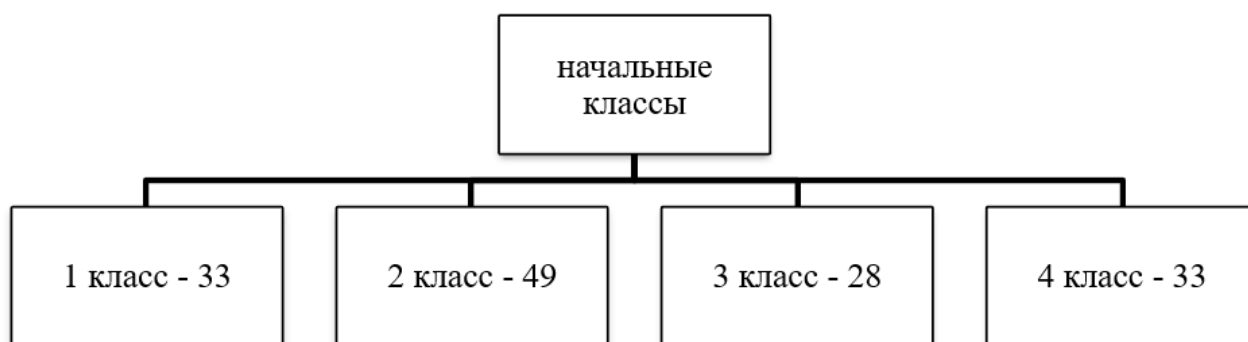 начальные
классы
1 класс - 33
2 класс - 49
3 класс - 28
4 класс - 33